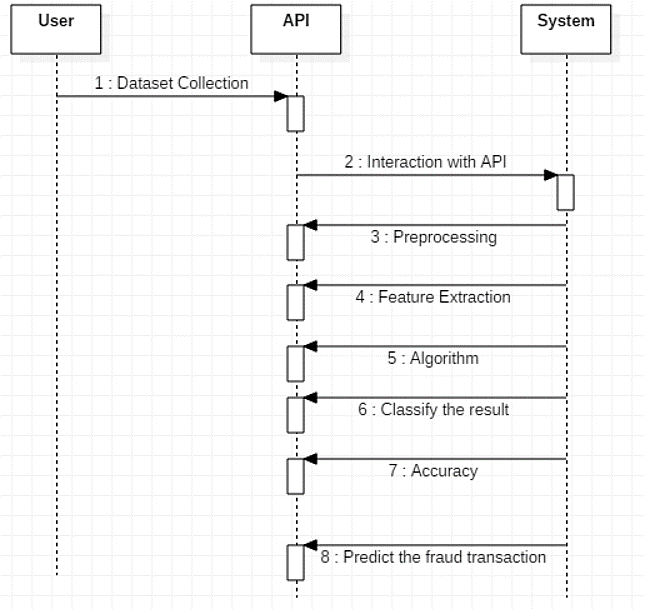 User
API
System
1 : Dataset Collection
2 : Interaction with API
3 : Preprocessing
4 : Feature Extraction
5 : Algorithm
6 : Classify the result
7 : Accuracy
8 : Predict the fraud transaction